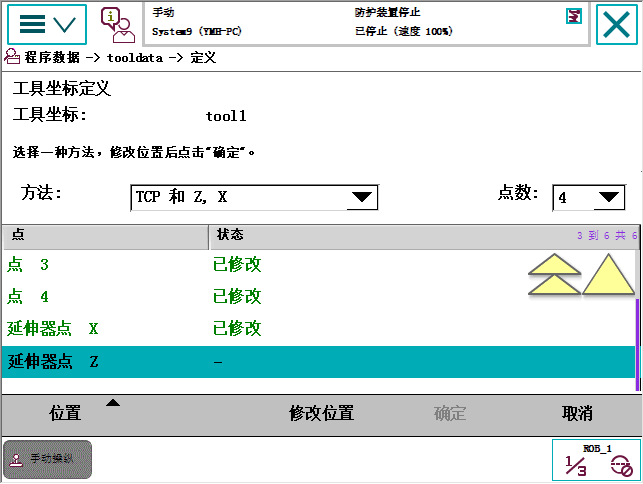 手动 防护装置停止
System9 (YMH-PC) 已停止 (速度 100%)
程序数据 -> tooldata -> 定义
工具坐标定义
工具坐标: tool1
选择一种方法，修改位置后点击"确定"。
方法: TCP 和 Z, X 点数: 4
点 状态 3 到 6 共 6
点 3 已修改
点 4 已修改
延伸器点 X 已修改
延伸器点 Z -
位置 修改位置 确定 取消
手动操纵 ROB_1
1/3